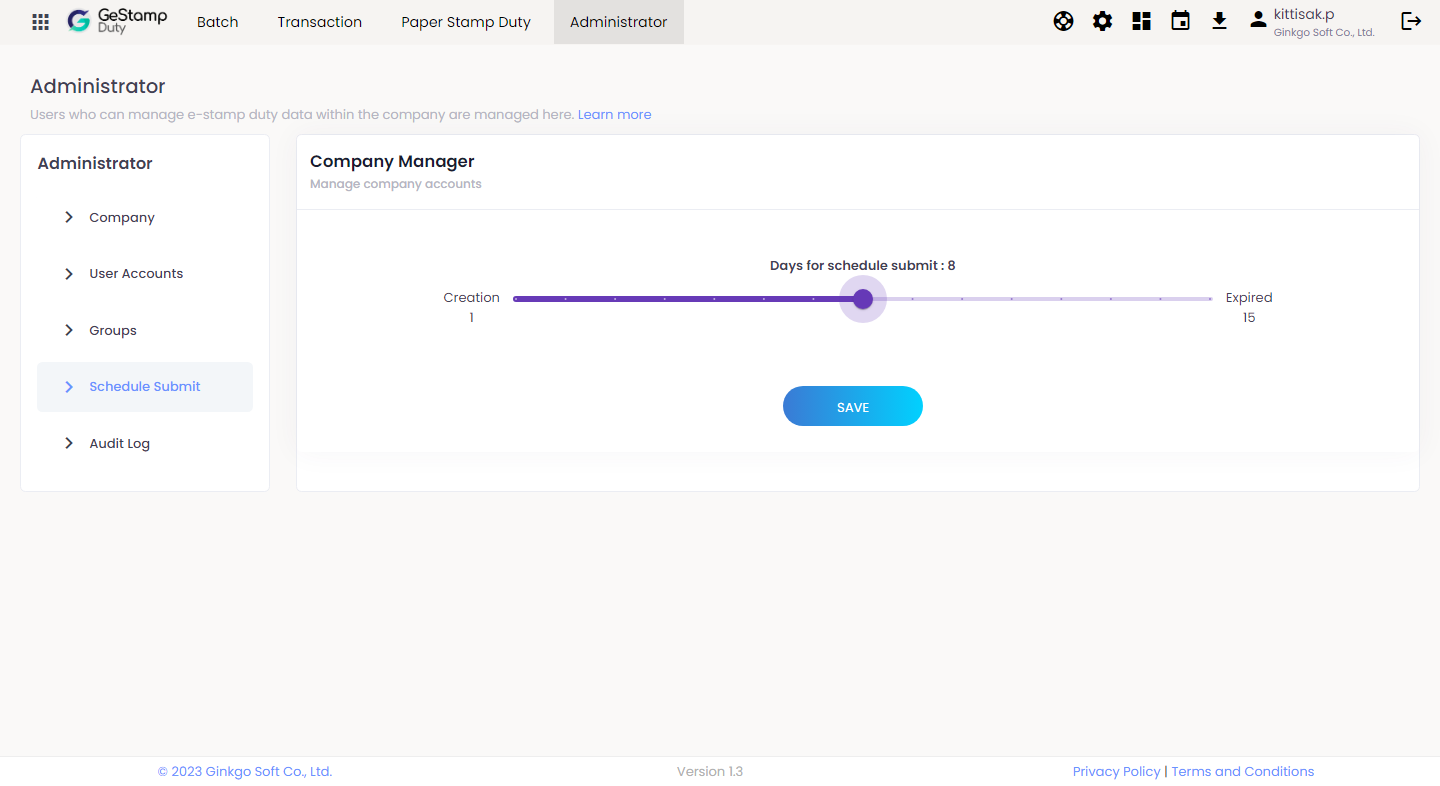 GeStamp
Duty
Batch
Transaction
Paper Stamp Duty
Administrator
kittisak.p
Ginkgo Soft Co., Ltd.
Administrator
Users who can manage e-stamp duty data within the company are managed here. Learn more
Administrator
Company
User Accounts
Groups
Schedule Submit
Audit Log
Company Manager
Manage company accounts
Days for schedule submit : 8
Creation
1
Expired
15
SAVE
© 2023 Ginkgo Soft Co., Ltd.
Version 1.3
Privacy Policy | Terms and Conditions